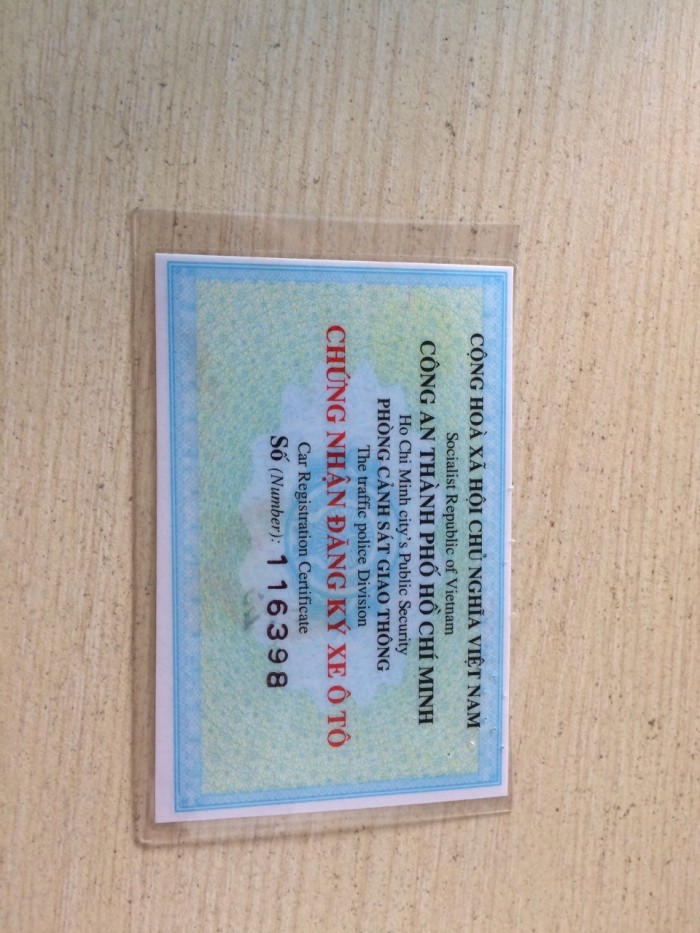 CỘNG HOÀ XÃ HỘI CHỦ NGHĨA VIỆT NAM
Socialist Republic of Vietnam
CÔNG AN THÀNH PHỐ HỒ CHÍ MINH
Ho Chi Minh city's Public Security
PHÒNG CẢNH SÁT GIAO THÔNG
The traffic police Division
CHỨNG NHẬN ĐĂNG KÝ XE Ô TÔ
Car Registration Certificate
Số (Number): 116398